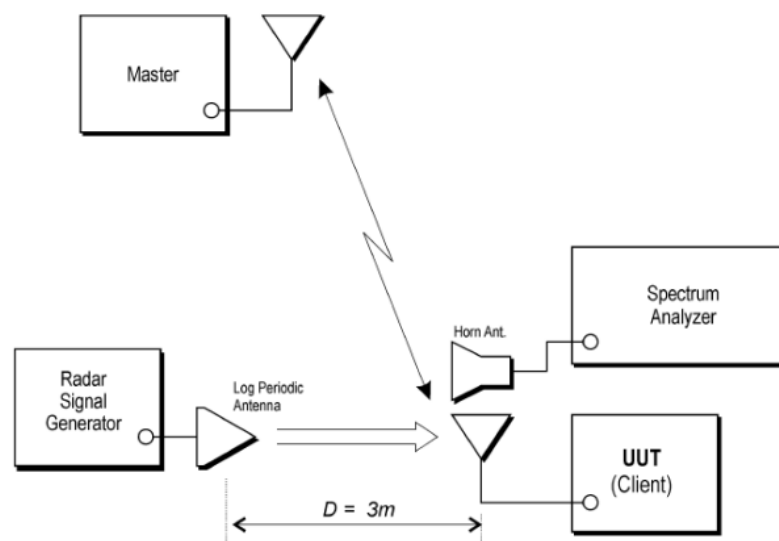 Master
Spectrum
Analyzer
Horn Ant.
Radar
Signal
Generator
Log Periodic
Antenna
UUT
(Client)
D = 3m